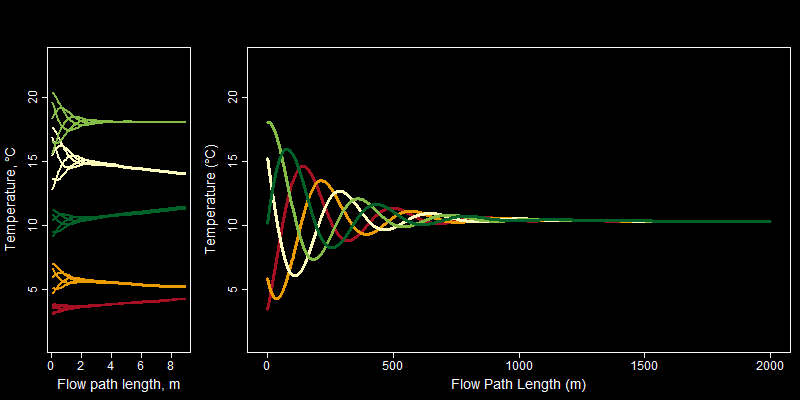 Temperature, °C
20
15
10
5
0 2 4 6 8
Flow path length, m
Temperature (°C)
20
15
10
5
0 500 1000 1500 2000
Flow Path Length (m)